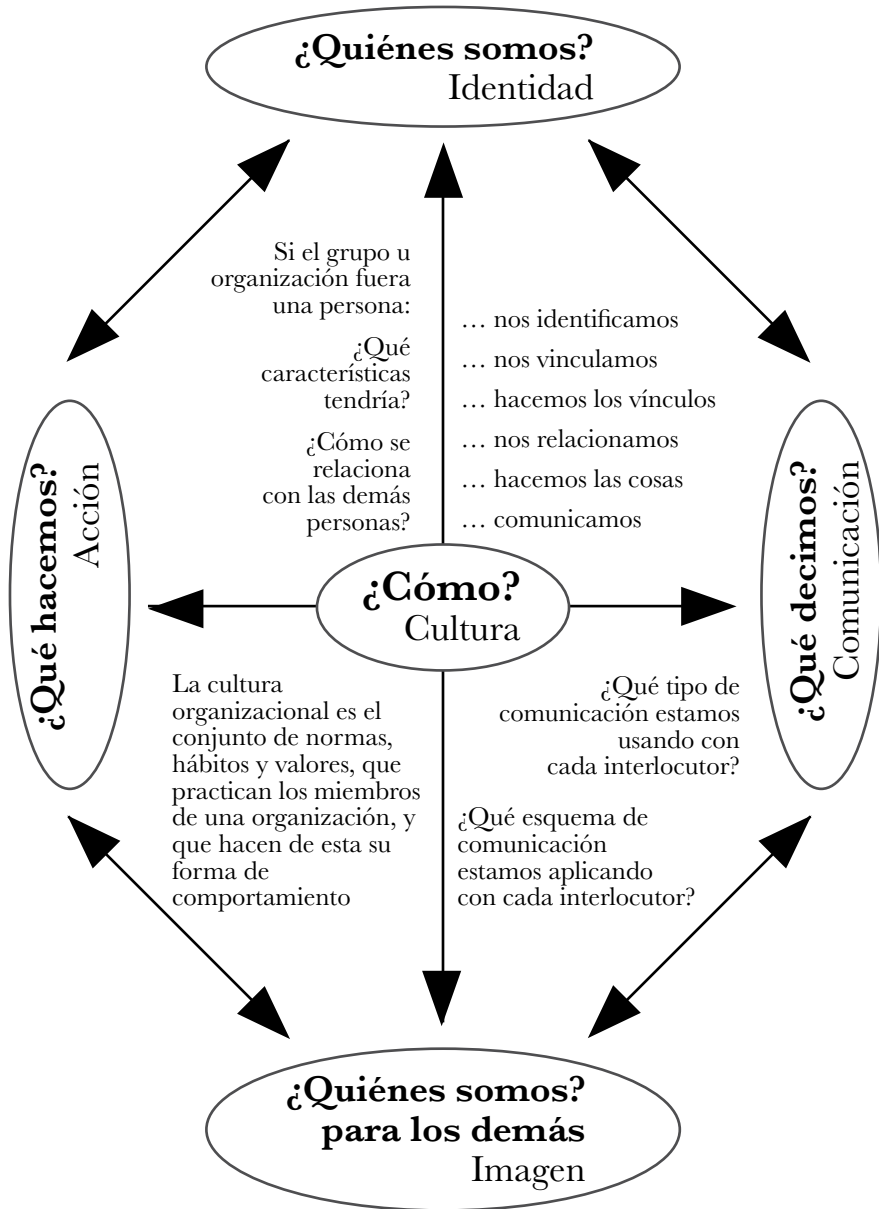 ¿Quiénes somos?
Identidad
Si el grupo u
organización fuera
una persona:
¿Qué
características
tendría?
¿Cómo se
relaciona
con las demás
personas?
… nos identificamos
… nos vinculamos
… hacemos los vínculos
… nos relacionamos
… hacemos las cosas
… comunicamos
¿Qué hacemos?
Acción
¿Cómo?
Cultura
¿Qué decimos?
Comunicación
La cultura
organizacional es el
conjunto de normas,
hábitos y valores, que
practican los miembros
de una organización, y
que hacen de esta su
forma de
comportamiento
¿Qué tipo de
comunicación estamos
usando con
cada interlocutor?
¿Qué esquema de
comunicación
estamos aplicando
con cada interlocutor?
¿Quiénes somos?
para los demás
Imagen